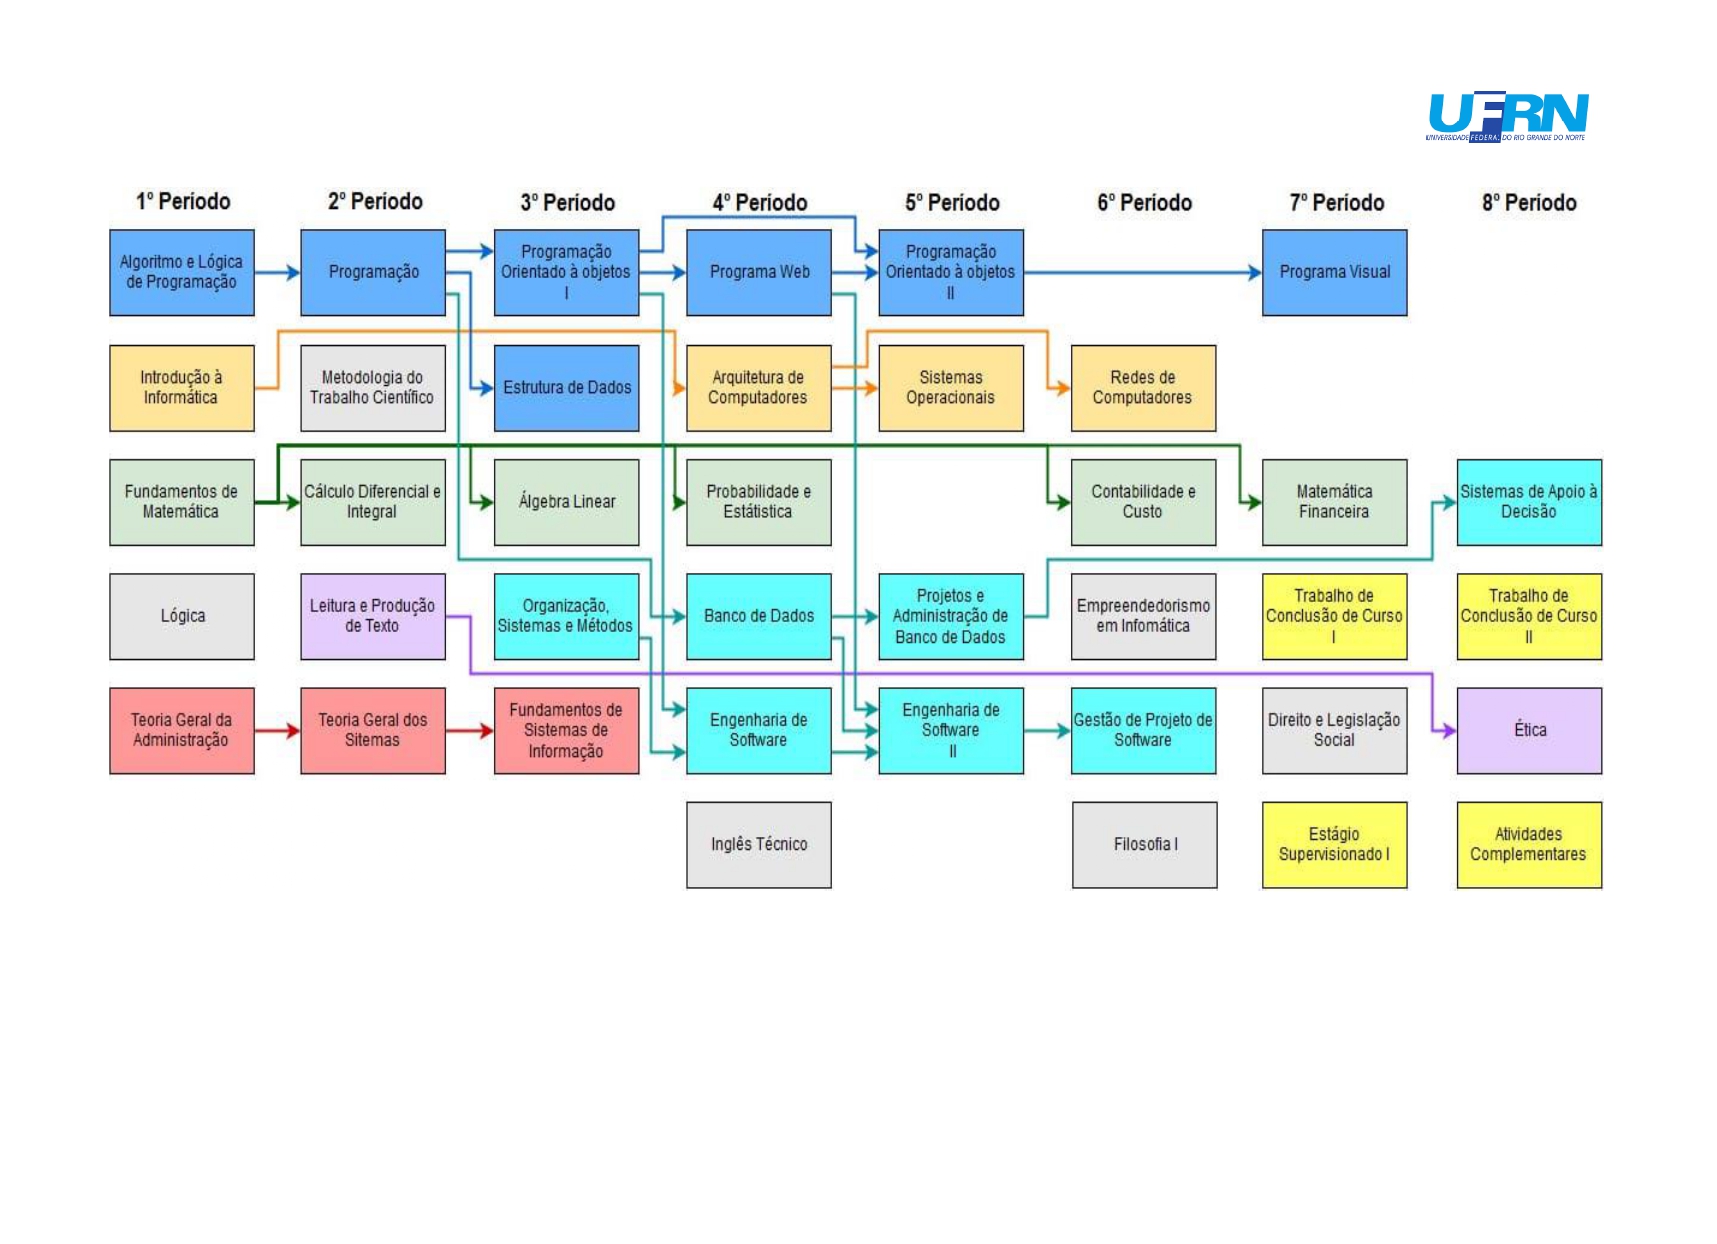 UFRN
UNIVERSIDADE FEDERAL DO RIO GRANDE DO NORTE
1º Período
2º Período
3º Período
4º Período
5º Período
6º Período
7º Período
8º Período
Algoritmo e Lógica
de Programação
Programação
Programação
Orientado à objetos
I
Programa Web
Programação
Orientado à objetos
II
Programa Visual
Introdução à
Informática
Metodologia do
Trabalho Científico
Estrutura de Dados
Arquitetura de
Computadores
Sistemas
Operacionais
Redes de
Computadores
Fundamentos de
Matemática
Cálculo Diferencial e
Integral
Álgebra Linear
Probabilidade e
Estátistica
Contabilidade e
Custo
Matemática
Financeira
Sistemas de Apoio à
Decisão
Lógica
Leitura e Produção
de Texto
Organização,
Sistemas e Métodos
Banco de Dados
Projetos e
Administração de
Banco de Dados
Empreendedorismo
em Infomática
Trabalho de
Conclusão de Curso
I
Trabalho de
Conclusão de Curso
II
Teoria Geral da
Administração
Teoria Geral dos
Sitemas
Fundamentos de
Sistemas de
Informação
Engenharia de
Software
Engenharia de
Software
II
Gestão de Projeto de
Software
Direito e Legislação
Social
Ética
Inglês Técnico
Filosofia I
Estágio
Supervisionado I
Atividades
Complementares